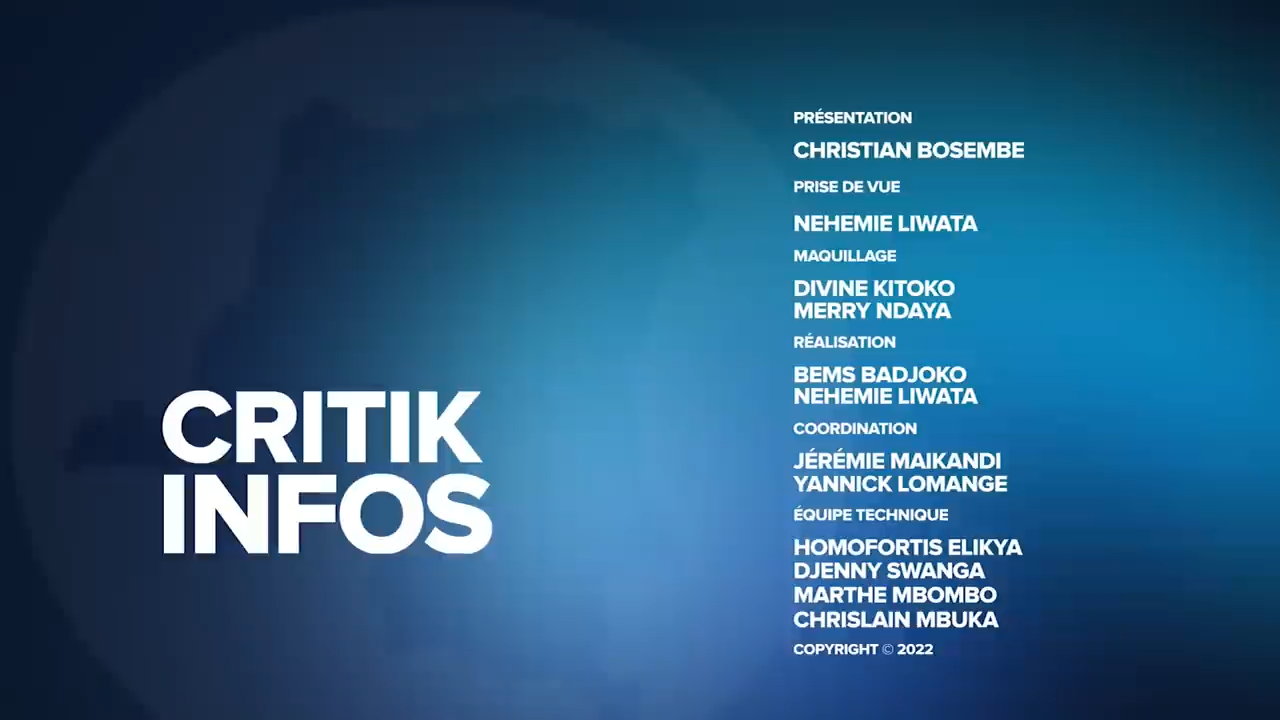 CRITIK
INFOS
PRÉSENTATION
CHRISTIAN BOSEMBE
PRISE DE VUE
NEHEMIE LIWATA
MAQUILLAGE
DIVINE KITOKO
MERRY NDAYA
RÉALISATION
BEMS BADJOKO
NEHEMIE LIWATA
COORDINATION
JÉRÉMIE MAIKANDI
YANNICK LOMANGE
ÉQUIPE TECHNIQUE
HOMOFORTIS ELIKYA
DJENNY SWANGA
MARTHE MBOMBO
CHRISLAIN MBUKA
COPYRIGHT © 2022